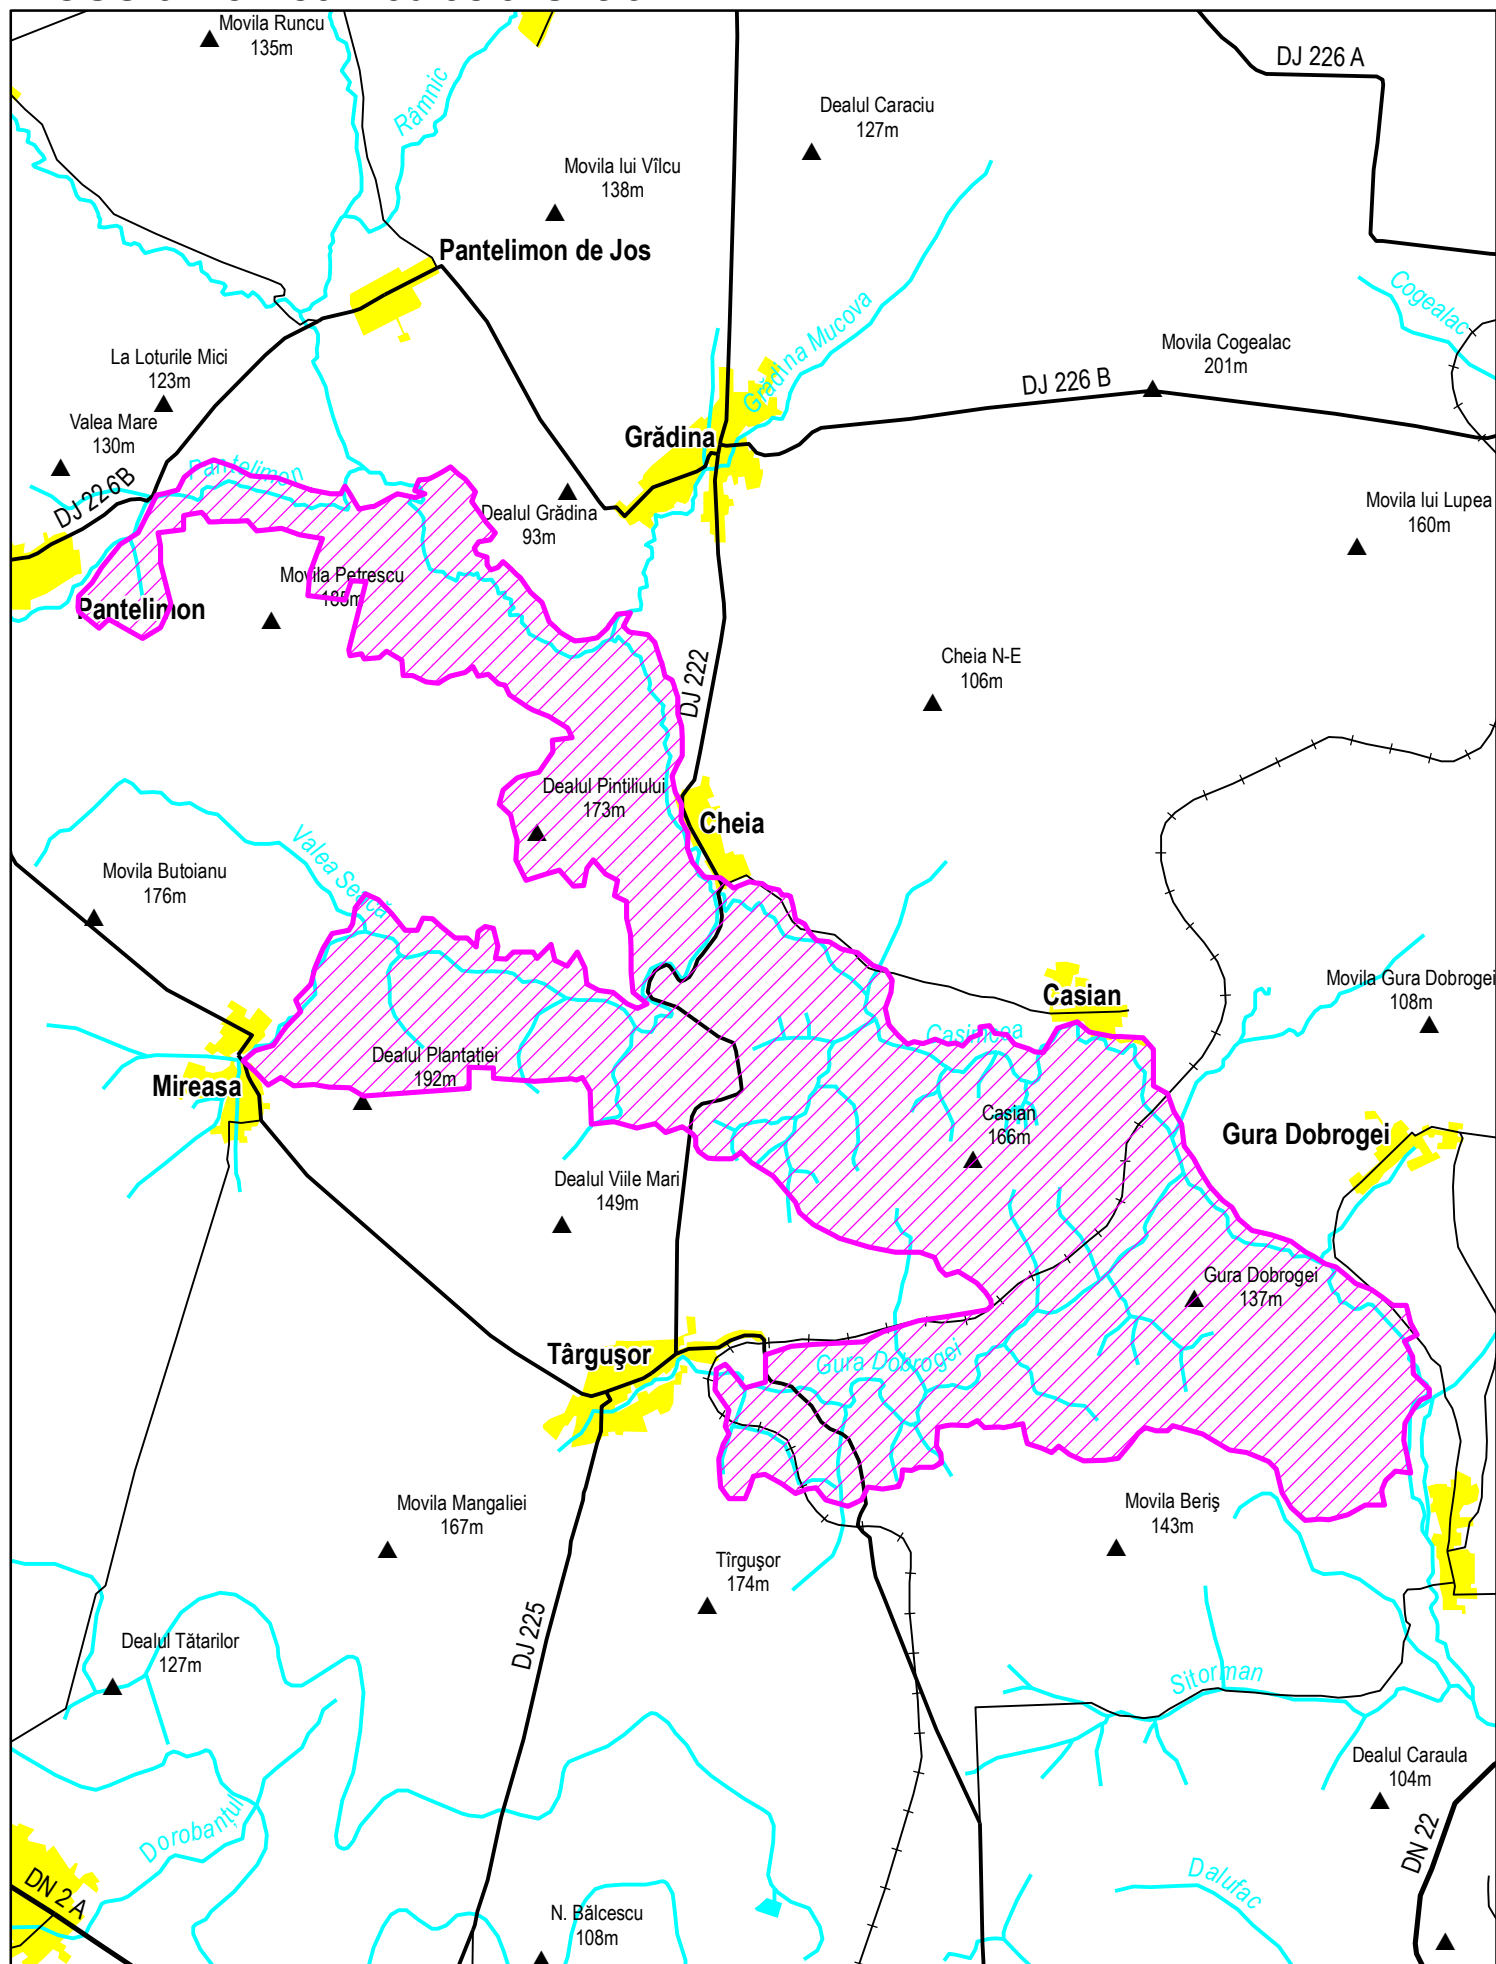 Movila Runcu
135m
DJ 226 A
Râmnic
Dealul Caraciu
127m
Movila lui Vîlcu
138m
Pantelimon de Jos
Cogealac
Grădina Mucova
Movila Cogealac
201m
La Loturile Mici
123m
DJ 226 B
Valea Mare
130m
Grădina
Pantelimon
DJ 226B
Dealul Grădina
93m
Movila lui Lupea
160m
Movila Petrescu
185m
Pantelimon
Cheia N-E
106m
DJ 222
Dealul Pintiliului
173m
Cheia
Valea Seacă
Movila Butoianu
176m
Movila Gura Dobrogei
108m
Casian
Casimcea
Dealul Plantației
192m
Mireasa
Casian
166m
Gura Dobrogei
Dealul Viile Mari
149m
Gura Dobrogei
137m
Târgușor
Gura Dobrogei
Movila Mangaliei
167m
Movila Beriș
143m
Tîrgușor
174m
DJ 225
Dealul Tătarilor
127m
Sitorman
Dealul Caraula
104m
Dorobanțul
DN 22
Dalufac
DN 2 A
N. Bălcescu
108m